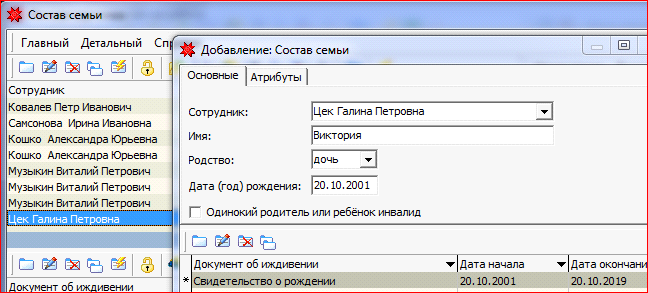 Состав семьи
Главный Детальный Спр
Сотрудник
Ковалев Петр Иванович
Самсонова Ирина Ивановна
Кошко Александра Юрьевна
Кошко Александра Юрьевна
Музыкин Виталий Петрович
Музыкин Виталий Петрович
Музыкин Виталий Петрович
Цек Галина Петровна
Документ об иждивении
Добавление: Состав семьи
Основные Атрибуты
Сотрудник: Цек Галина Петровна
Имя: Виктория
Родство: дочь
Дата (год) рождения: 20.10.2001
Одинокий родитель или ребёнок инвалид
Документ об иждивении Дата начала Дата окончани
* Свидетельство о рождении 20.10.2001 20.10.2019